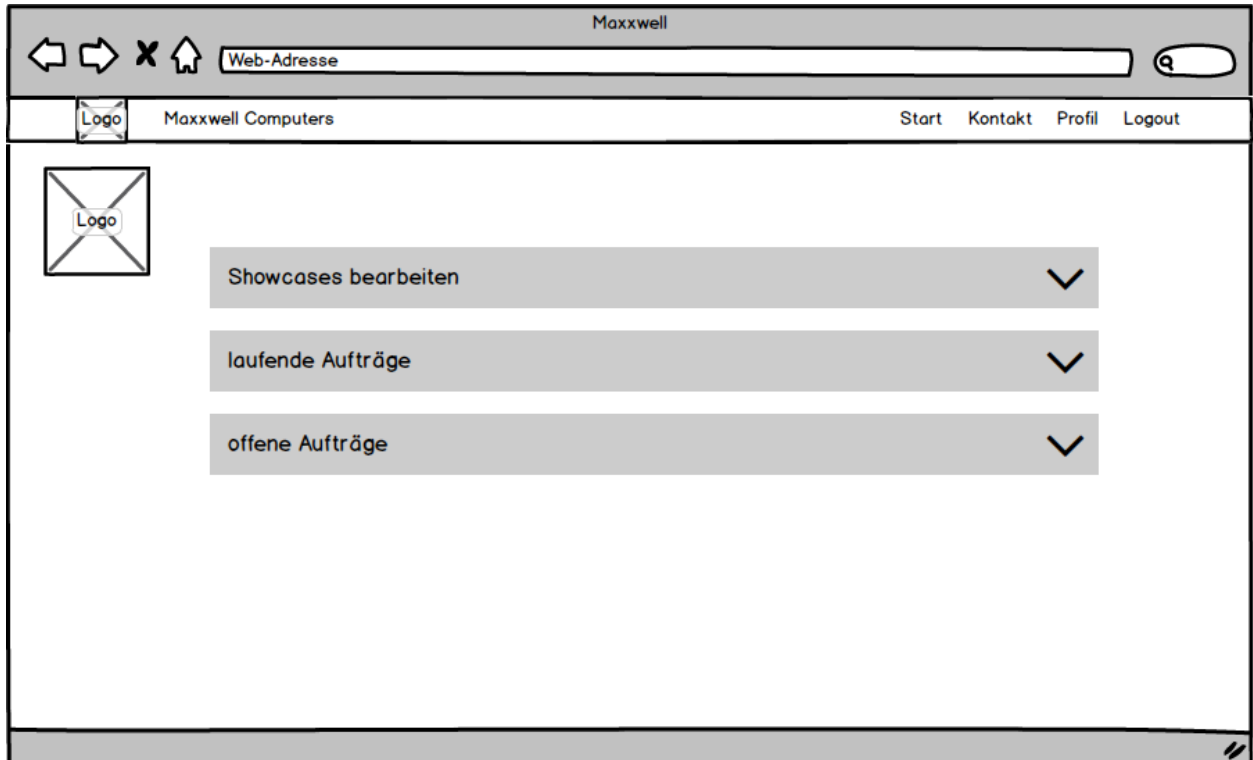 Maxxwell
Web-Adresse
Logo Maxxwell Computers Start Kontakt Profil Logout
Logo
Showcases bearbeiten
laufende Aufträge
offene Aufträge